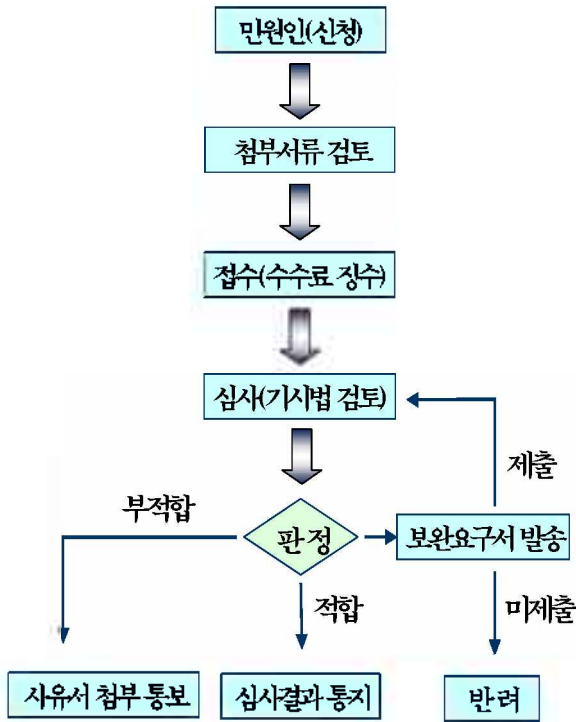 민원인(신청)
첨부서류 검토
접수(수수료 징수)
심사(기시법 검토)
제출
부적합
판정
보완요구서 발송
적합
미제출
사유서 첨부 통보
심사결과 통지
반려